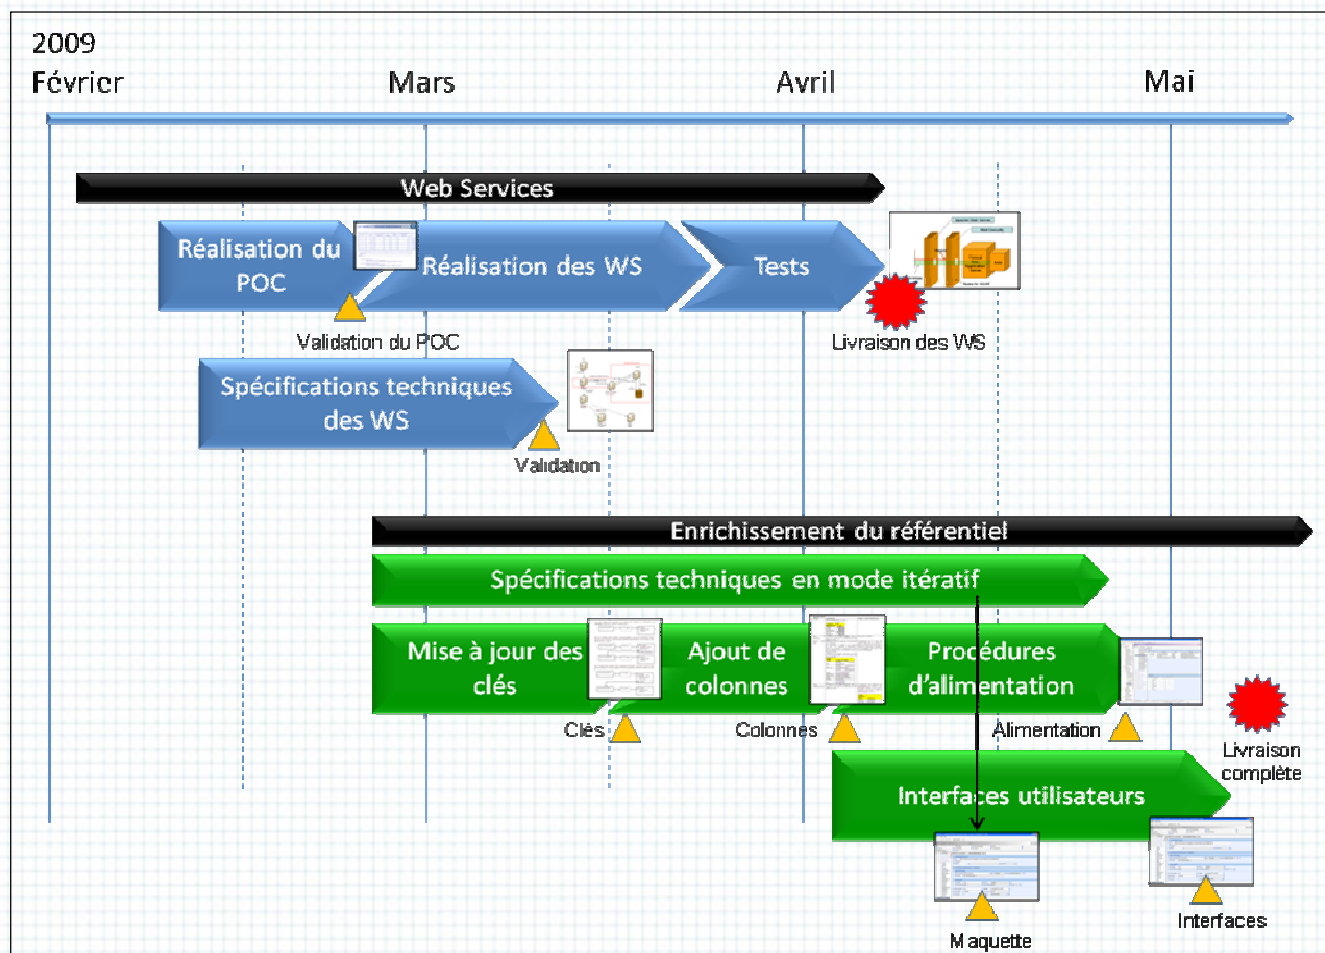 2009
Février
Mars
Avril
Mai
Web Services
Réalisation du
POC
Réalisation des WS
Tests
Validation du POC
Livraison des WS
Spécifications techniques
des WS
Validation
Enrichissement du référentiel
Spécifications techniques en mode itératif
Mise à jour des
clés
Ajout de
colonnes
Procédures
d'alimentation
Clés
Colonnes
Alimentation
Livraison
complète
Interfaces utilisateurs
Maquette
Interfaces